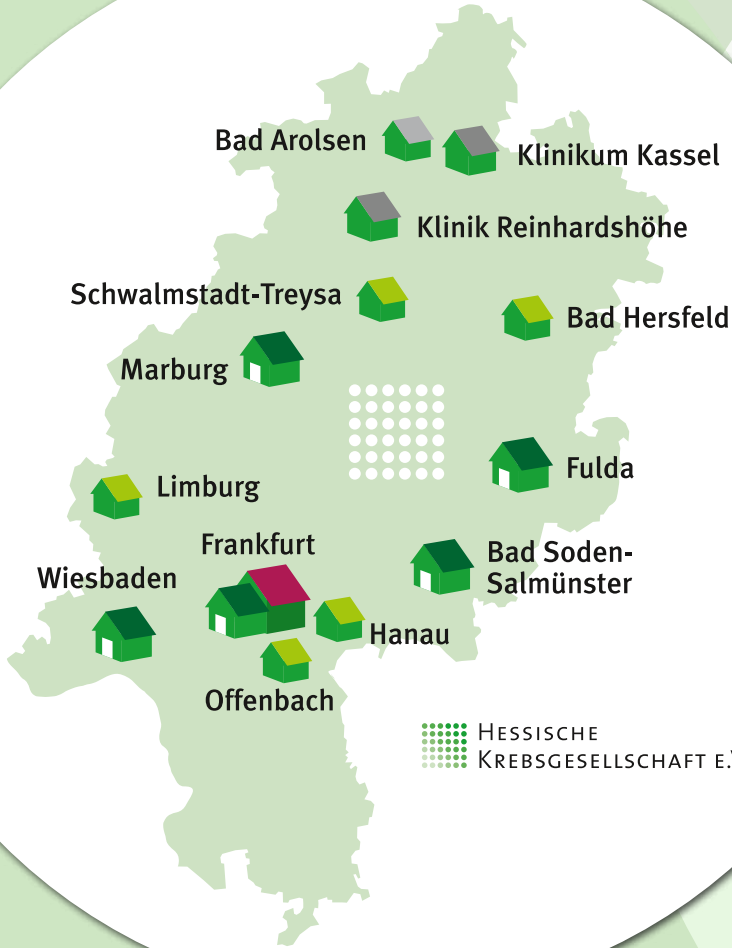 Bad Arolsen
Klinikum Kassel
Klinik Reinhardshöhe
Schwalmstadt-Treysa
Bad Hersfeld
Marburg
Fulda
Limburg
Frankfurt
Bad Soden-
Salmünster
Wiesbaden
Hanau
Offenbach
HESSISCHE
KREBSGESELLSCHAFT E.V